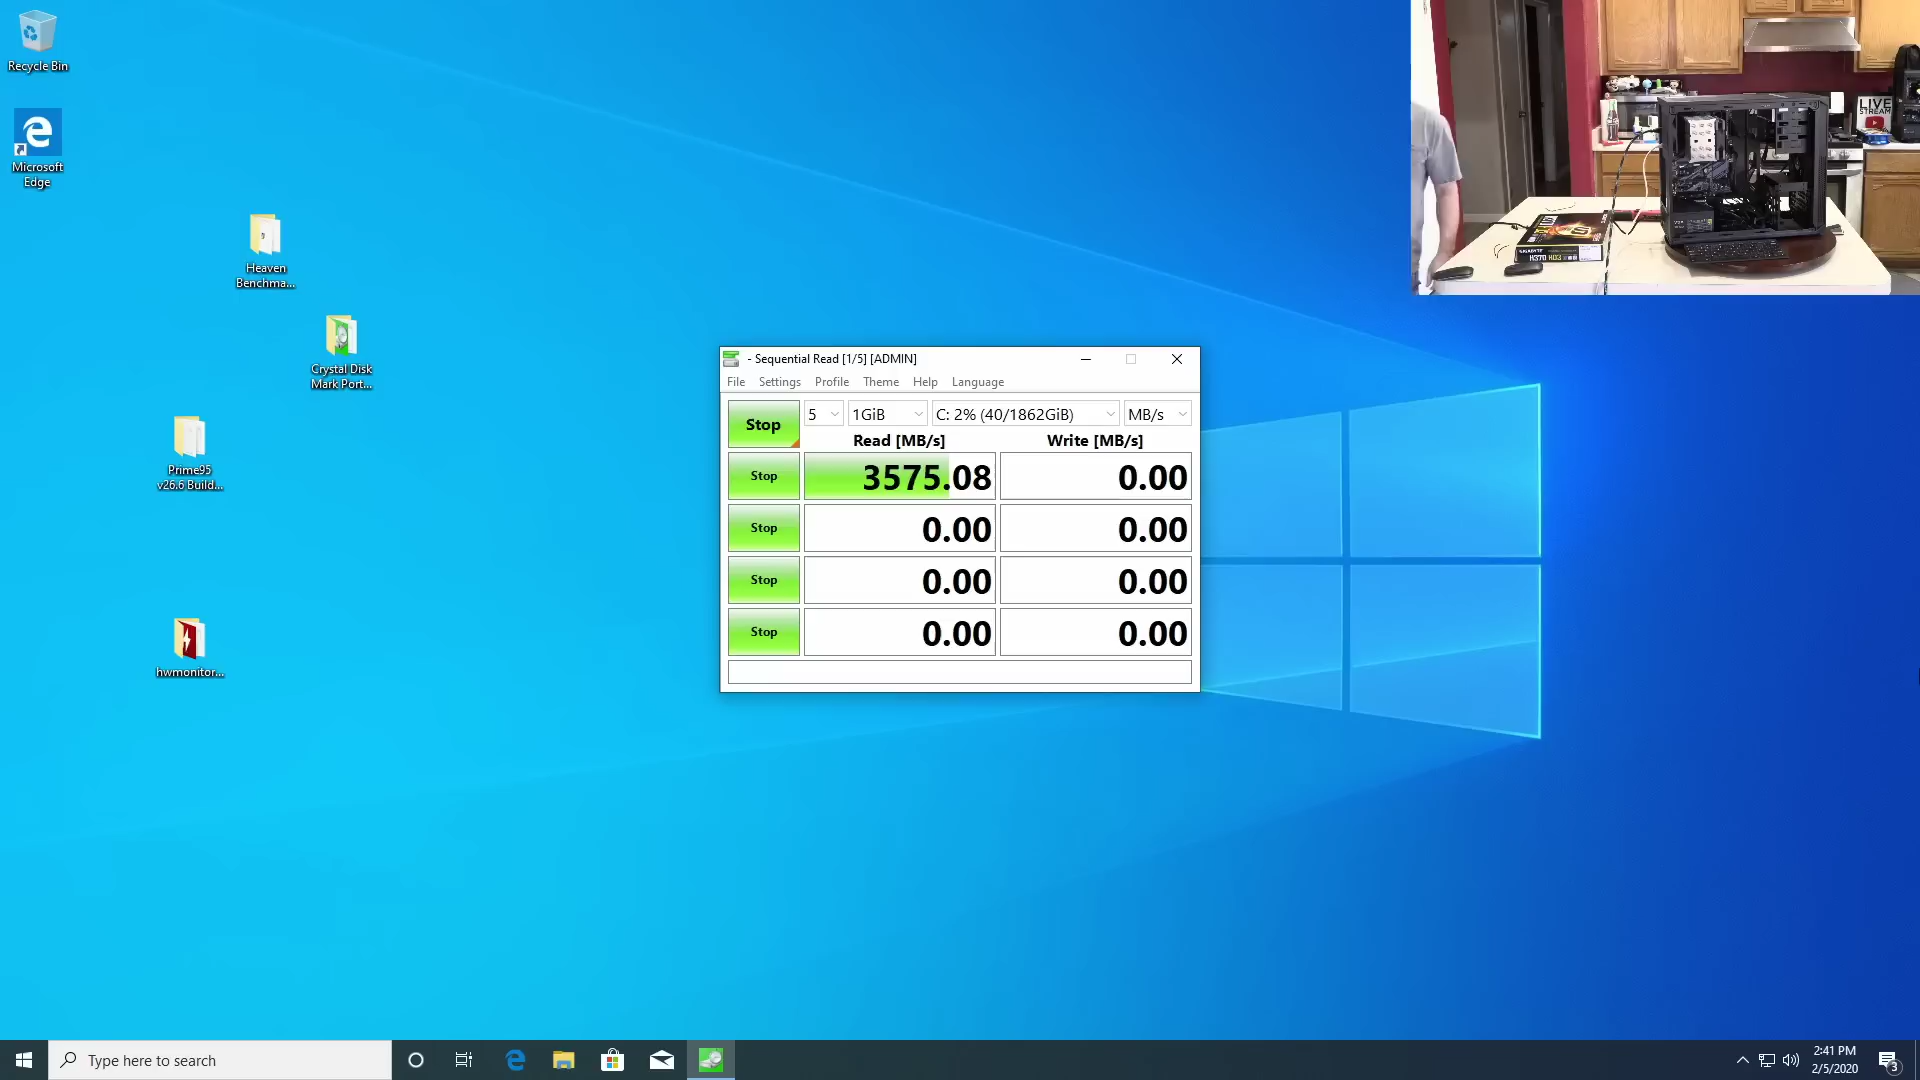 Recycle Bin
Microsoft
Edge
Heaven
Benchma...
Crystal Disk
Mark Port...
Prime95
v26.6 Build...
hwmonitor...
LIVE
STREAM
GIGABYTE
- Sequential Read [1/5] [ADMIN]
File Settings Profile Theme Help Language
Stop 5 1GiB C: 2% (40/1862GiB) MB/s
Read [MB/s] Write [MB/s]
Stop 3575.08 0.00
Stop 0.00 0.00
Stop 0.00 0.00
Stop 0.00 0.00
Type here to search
2:41 PM
2/5/2020
3